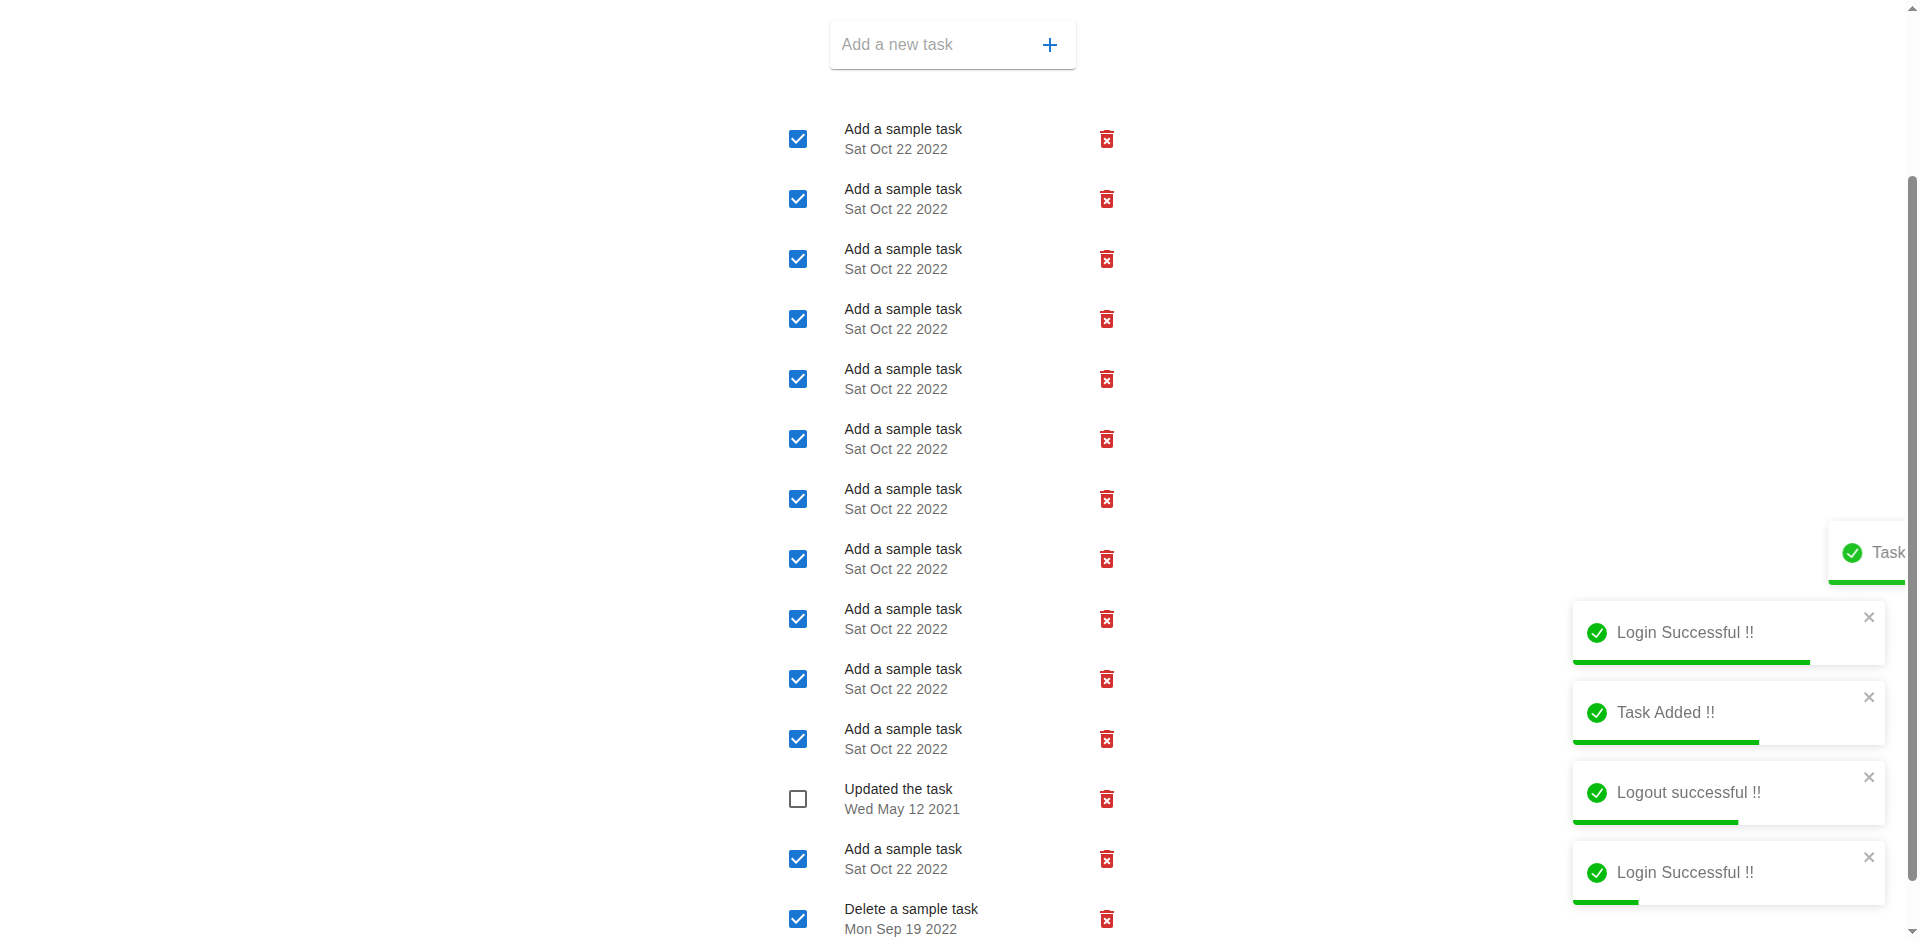 Add a new task
Add a sample task
Sat Oct 22 2022
Add a sample task
Sat Oct 22 2022
Add a sample task
Sat Oct 22 2022
Add a sample task
Sat Oct 22 2022
Add a sample task
Sat Oct 22 2022
Add a sample task
Sat Oct 22 2022
Add a sample task
Sat Oct 22 2022
Add a sample task
Sat Oct 22 2022
Add a sample task
Sat Oct 22 2022
Add a sample task
Sat Oct 22 2022
Add a sample task
Sat Oct 22 2022
Updated the task
Wed May 12 2021
Add a sample task
Sat Oct 22 2022
Delete a sample task
Mon Sep 19 2022
Task
Login Successful !!
Task Added !!
Logout successful !!
Login Successful !!